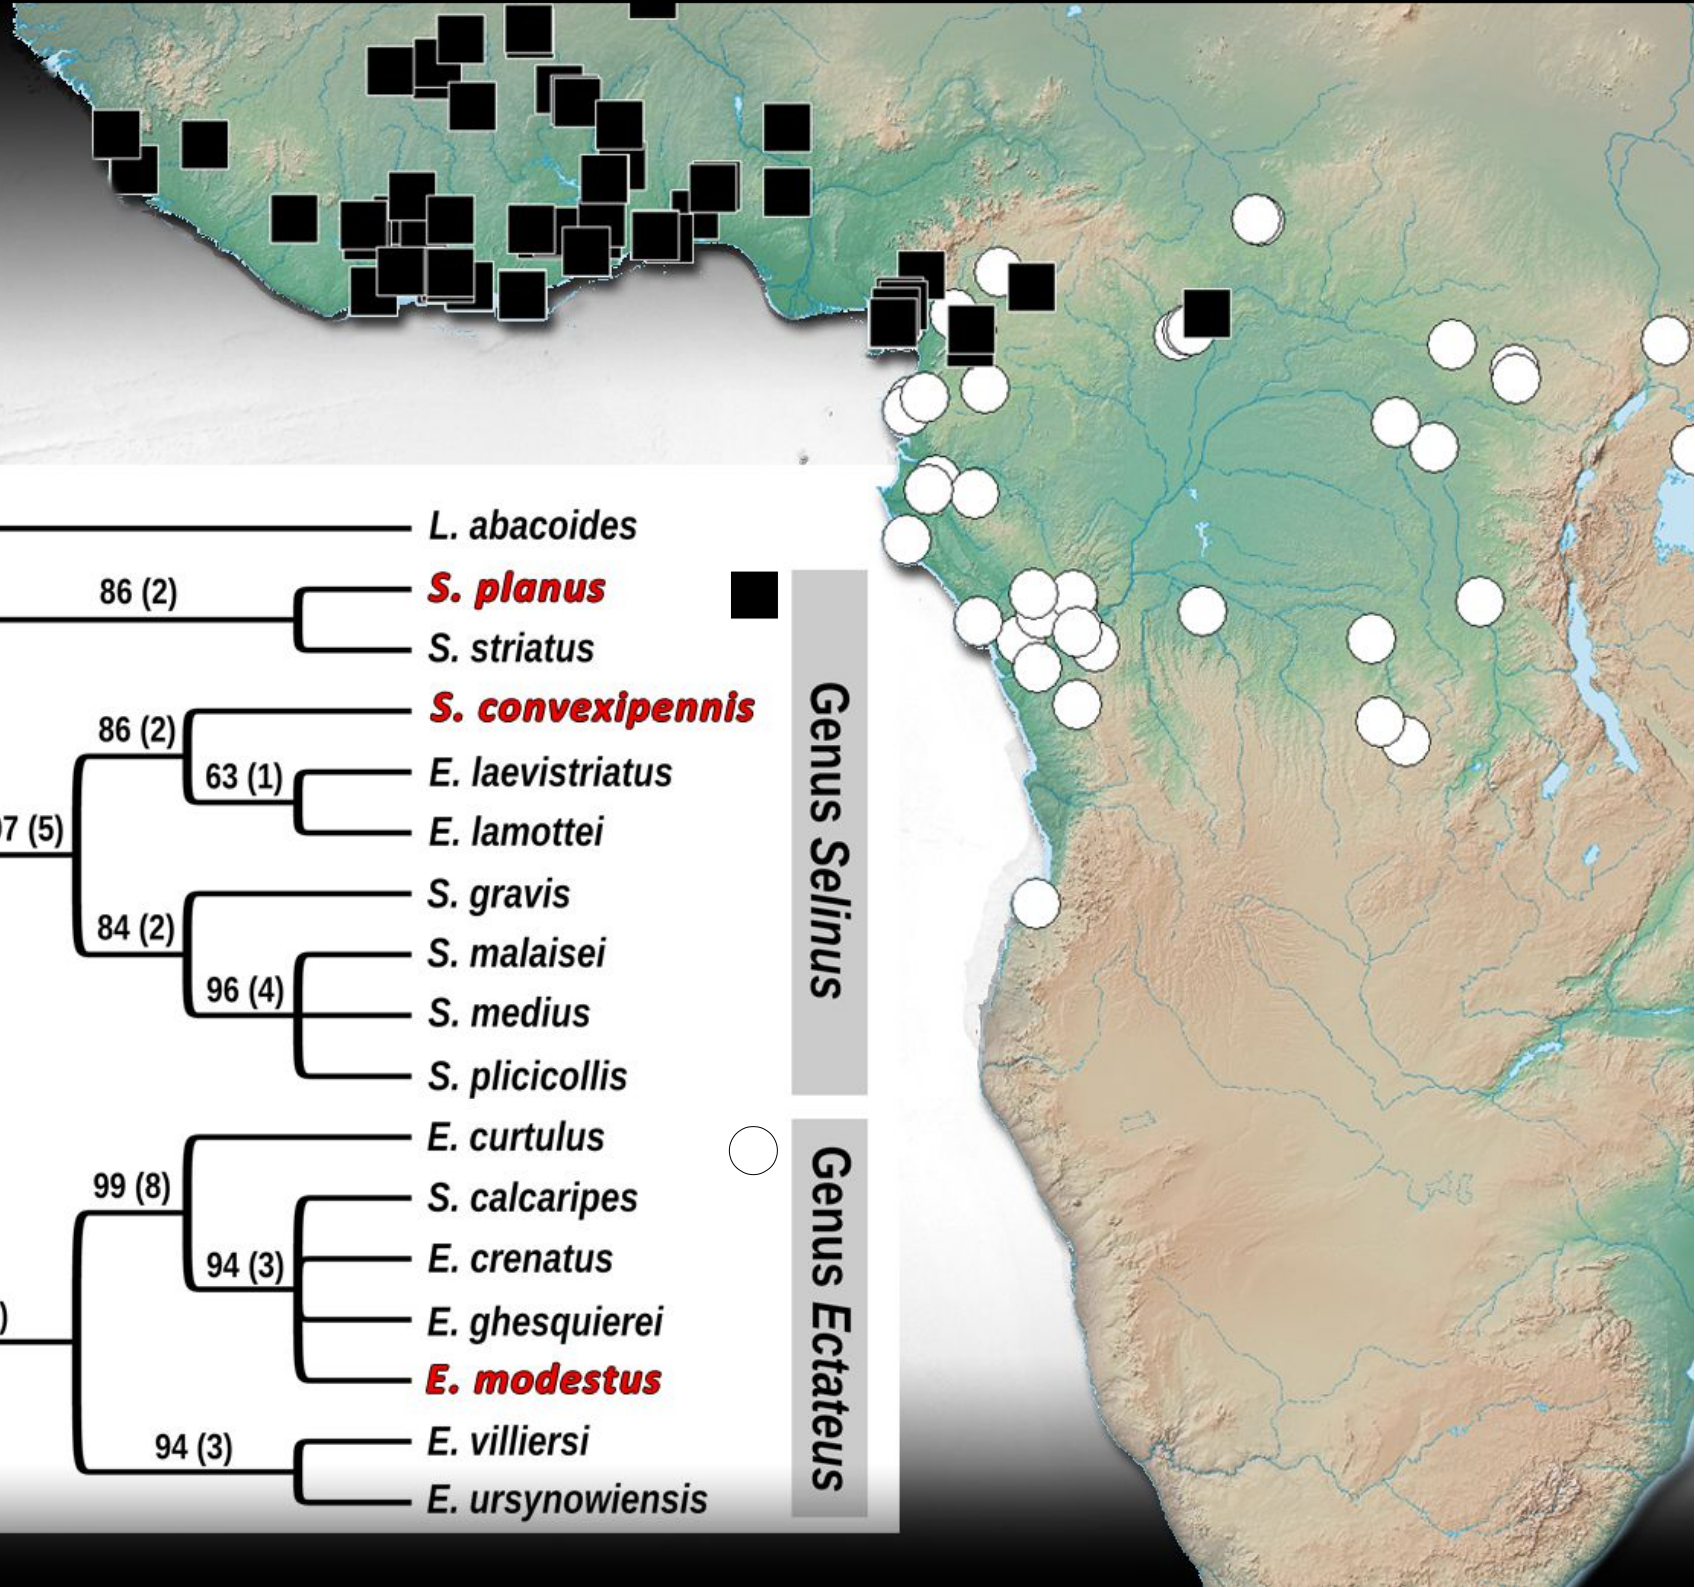 L. abacoides
86 (2)
S. planus
S. striatus
S. convexipennis
86 (2)
63 (1)
E. laevistriatus
E. lamottei
7 (5)
S. gravis
84 (2)
S. malaisei
96 (4)
S. medius
S. plicicollis
Genus Selinus
E. curtulus
99 (8)
S. calcaripes
94 (3)
E. crenatus
)
E. ghesquierei
E. modestus
94 (3)
E. villiersi
E. ursynowiensis
Genus Ectateus